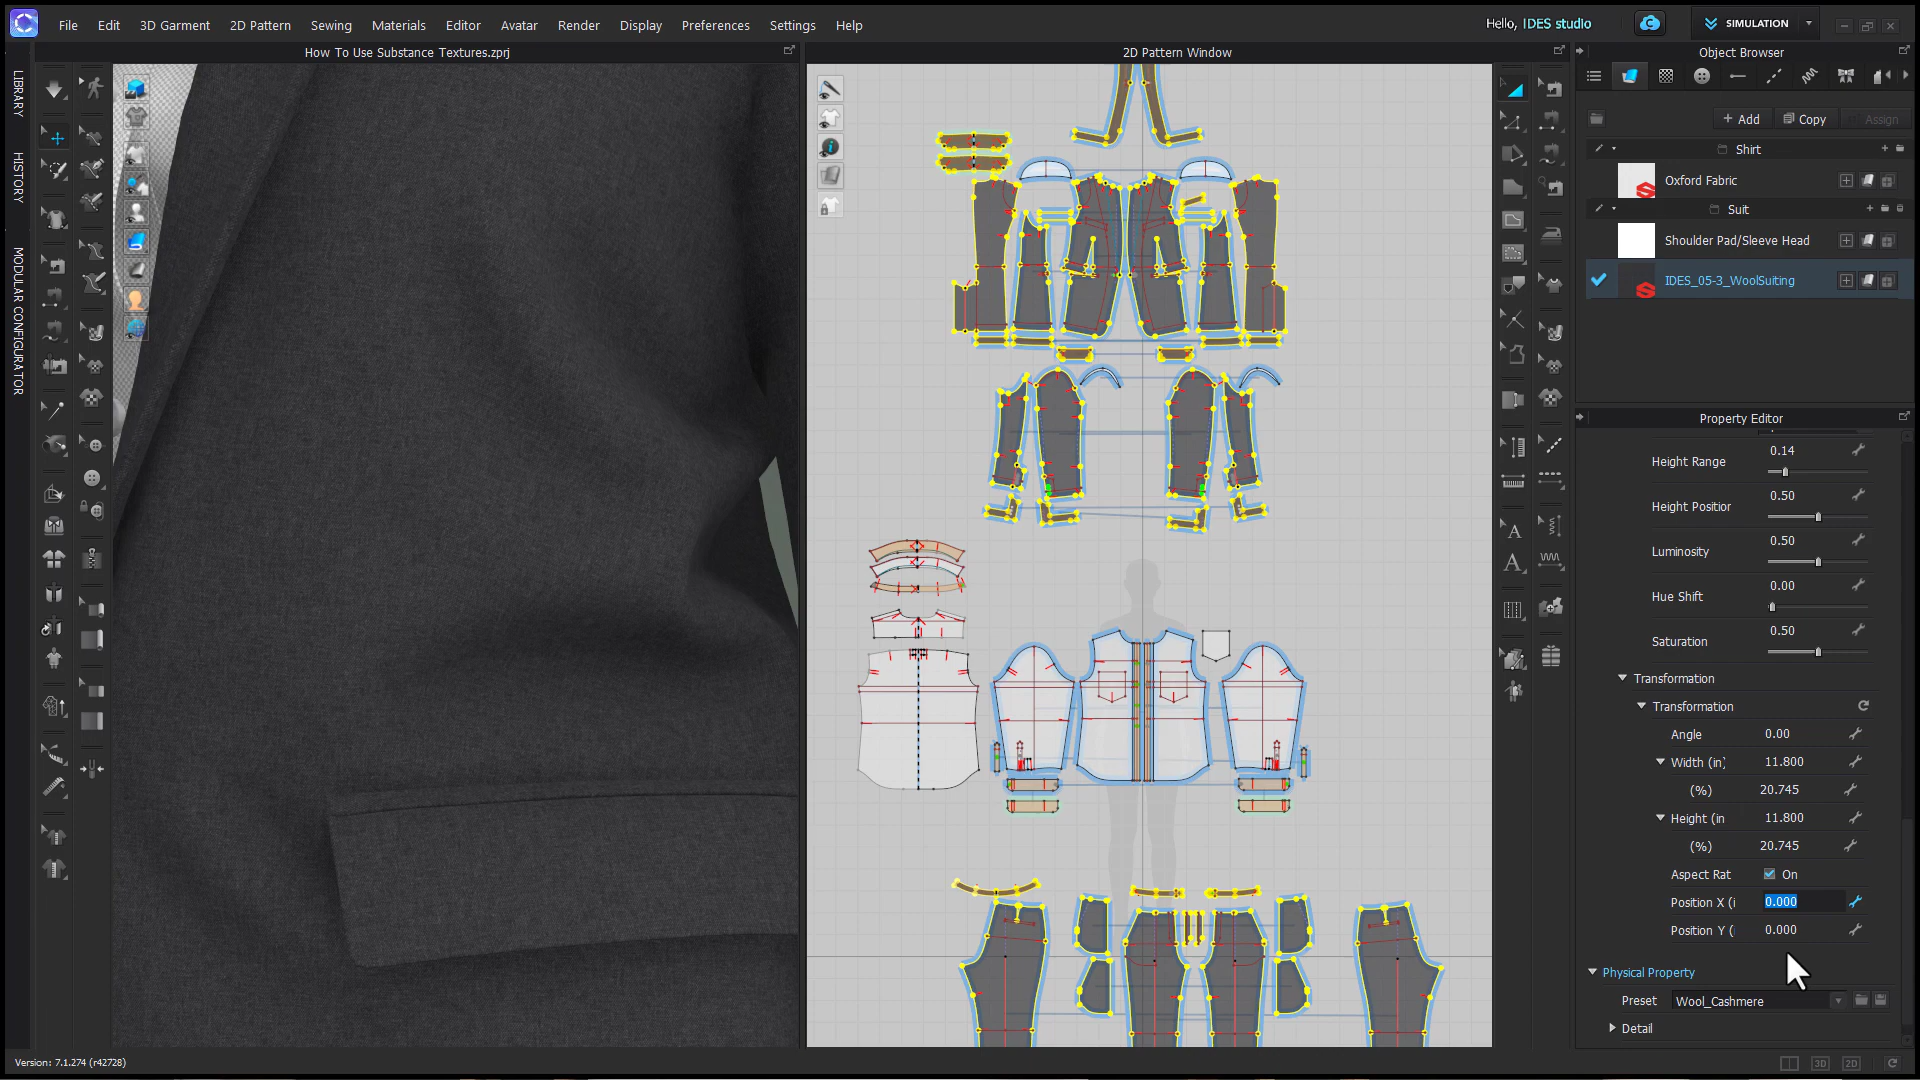 File Edit 3D Garment 2D Pattern Sewing Materials Editor Avatar Render Display Preferences Settings Help
Hello, IDES studio
SIMULATION
How To Use Substance Textures.zprj
2D Pattern Window
Object Browser
LIBRARY
HISTORY
MODULAR CONFIGURATOR
+ Add
Copy
Assign
Shirt
Oxford Fabric
Suit
Shoulder Pad/Sleeve Head
IDES_05-3_WoolSuiting
Property Editor
Height Range 0.14
Height Position 0.50
Luminosity 0.50
Hue Shift 0.00
Saturation 0.50
Transformation
Transformation
Angle 0.00
Width (in) 11.800
(%) 20.745
Height (in 11.800
(%) 20.745
Aspect Rat On
Position X (i 0.000
Position Y ( 0.000
Physical Property
Preset Wool_Cashmere
Detail
Version: 7.1.274 (r42728)
3D
2D